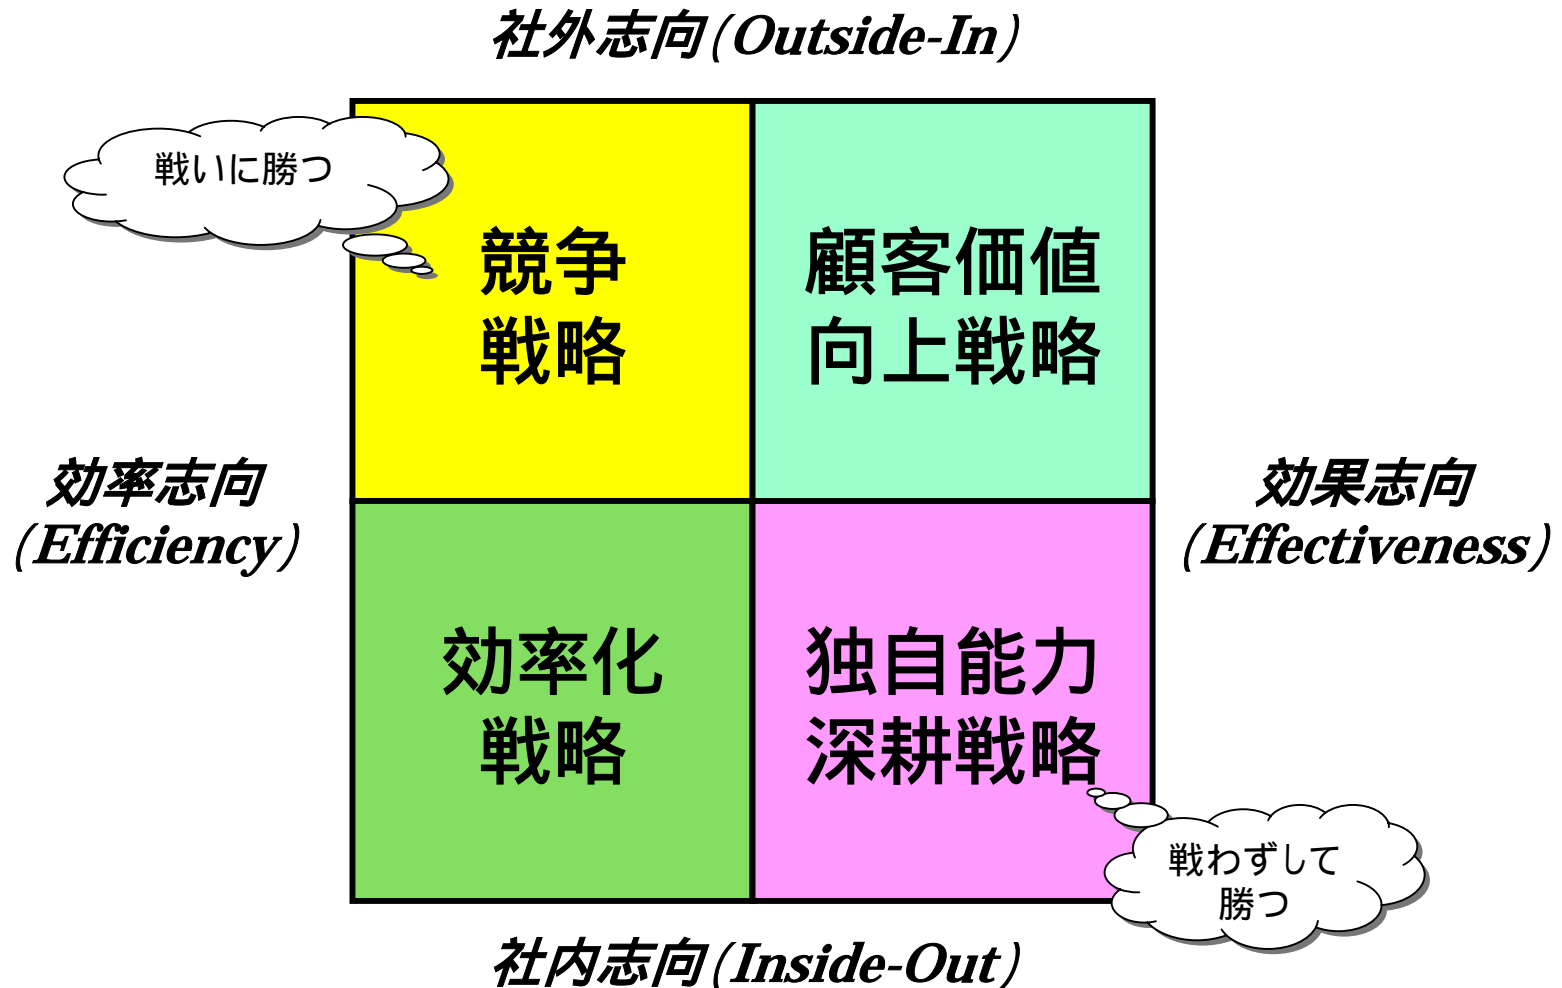 社外志向(Outside-In)
戦いに勝つ
競争
戦略
顧客価値
向上戦略
効率志向
(Efficiency)
効果志向
(Effectiveness)
効率化
戦略
独自能力
深耕戦略
戦わずして
勝つ
社内志向(Inside-Out)